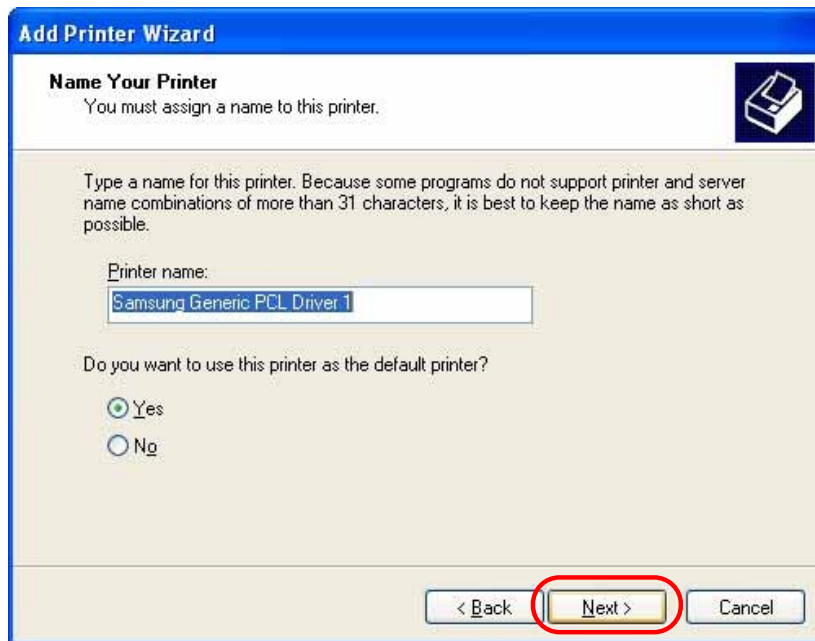 Add Printer Wizard
Name Your Printer
You must assign a name to this printer.
Type a name for this printer. Because some programs do not support printer and server
name combinations of more than 31 characters, it is best to keep the name as short as
possible.
Printer name:
Samsung Generic PCL Driver 1
Do you want to use this printer as the default printer?
Yes
No
< Back
Next >
Cancel